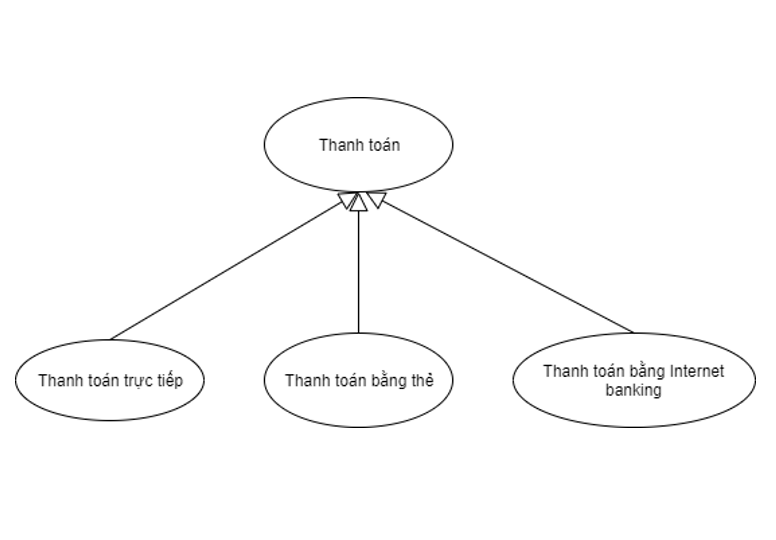 Thanh toán
Thanh toán trực tiếp
Thanh toán bằng thẻ
Thanh toán bằng Internet
banking